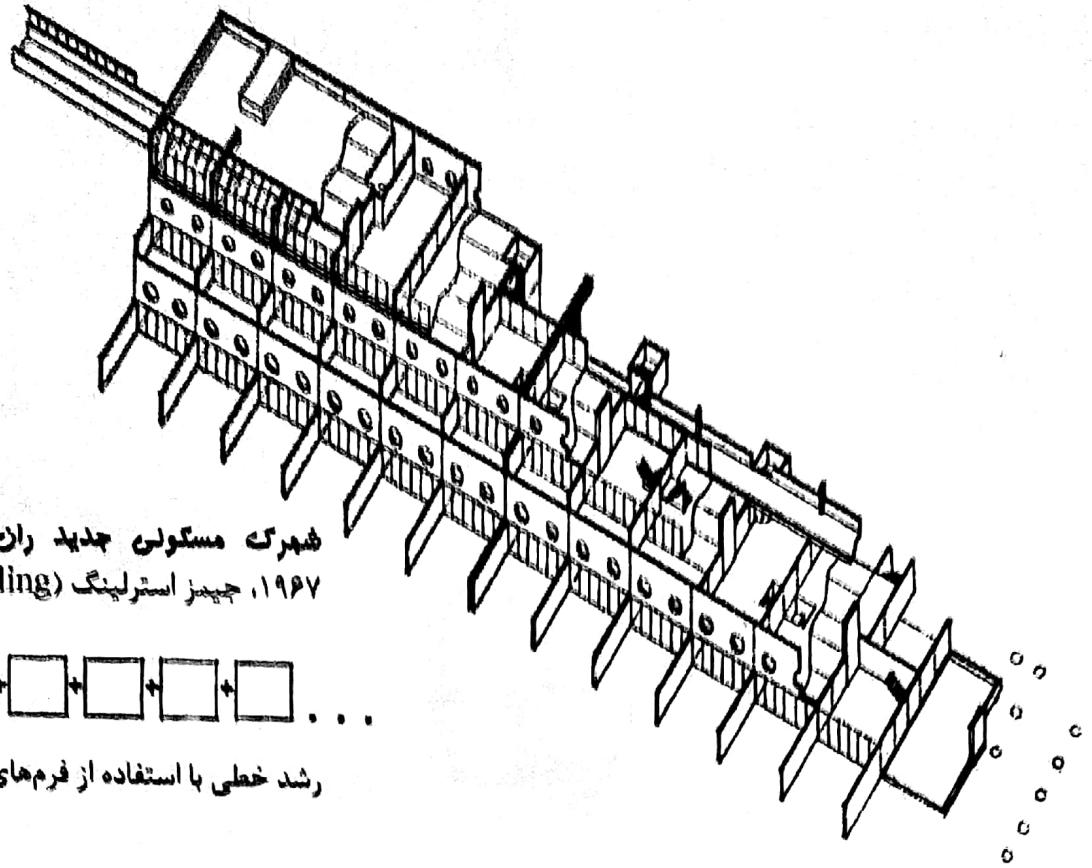 شهرک مسکونی جدید ران
۱۹۶۷، جیمز استرلینگ (ling
رشد خطی با استفاده از فرم‌های